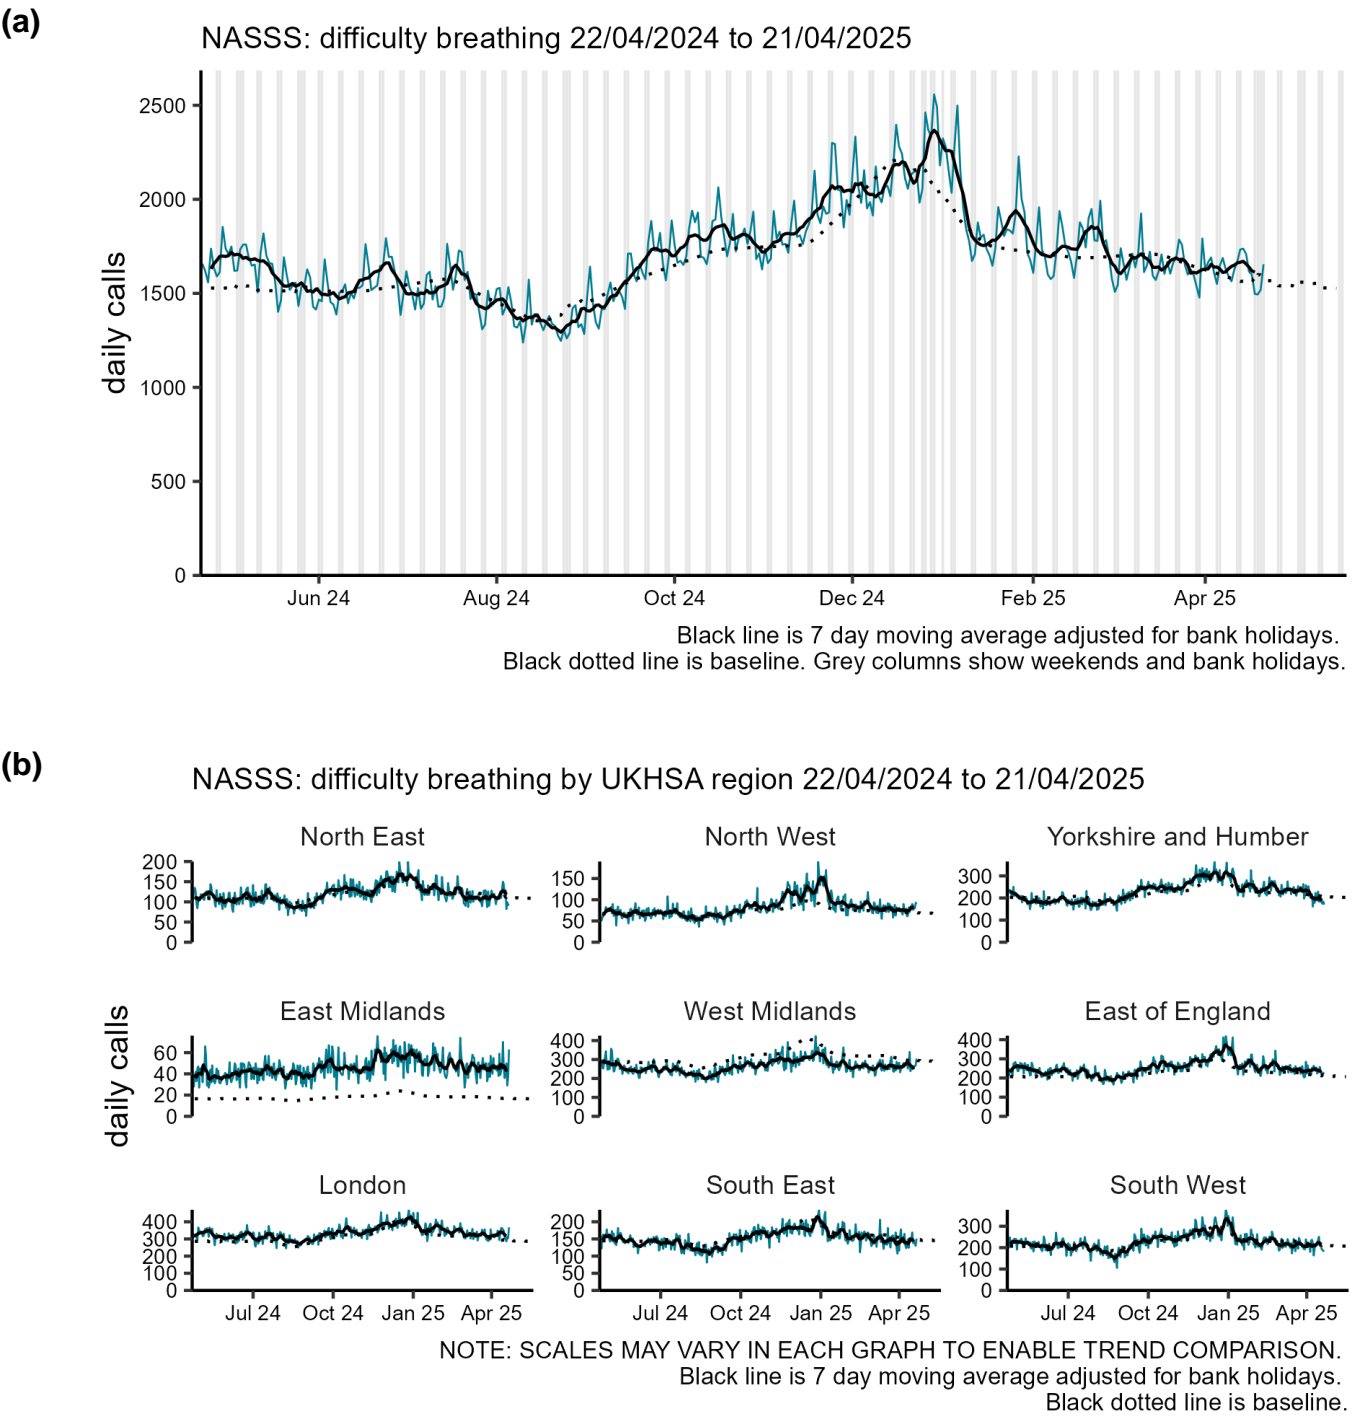 (a)
NASSS: difficulty breathing 22/04/2024 to 21/04/2025
daily calls
2500
2000
1500
1000
500
0
Jun 24 Aug 24 Oct 24 Dec 24 Feb 25 Apr 25
Black line is 7 day moving average adjusted for bank holidays.
Black dotted line is baseline. Grey columns show weekends and bank holidays.
(b)
NASSS: difficulty breathing by UKHSA region 22/04/2024 to 21/04/2025
daily calls
North East
200
150
100
50
0
North West
150
100
50
0
Yorkshire and Humber
300
200
100
0
East Midlands
60
40
20
0
West Midlands
400
300
200
100
0
East of England
400
300
200
100
0
London
400
300
200
100
0
Jul 24 Oct 24 Jan 25 Apr 25
South East
200
150
100
50
0
Jul 24 Oct 24 Jan 25 Apr 25
South West
300
200
100
0
Jul 24 Oct 24 Jan 25 Apr 25
NOTE: SCALES MAY VARY IN EACH GRAPH TO ENABLE TREND COMPARISON.
Black line is 7 day moving average adjusted for bank holidays.
Black dotted line is baseline.